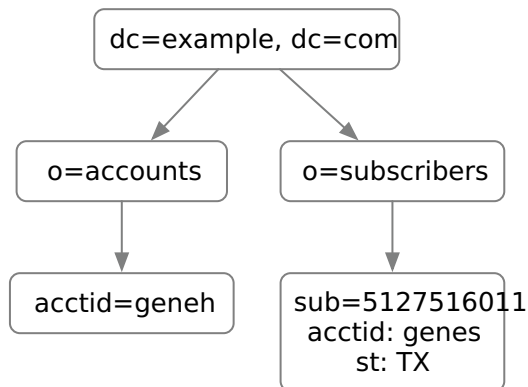 dc=example, dc=com
o=accounts
o=subscribers
acctid=geneh
sub=5127516011
acctid: genes
st: TX